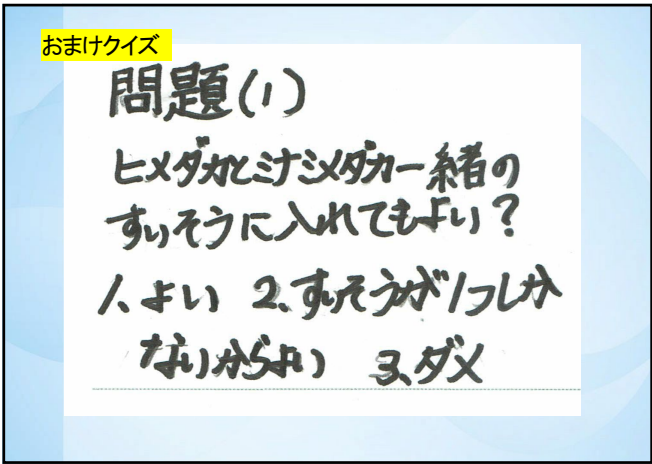 おまけクイズ
問題(1)
ヒメダカとミナミメダカ一緒の
すいそうに入れてもよい?
1、よい 2、すいそうが1つしか
ないからよい 3、ダメ